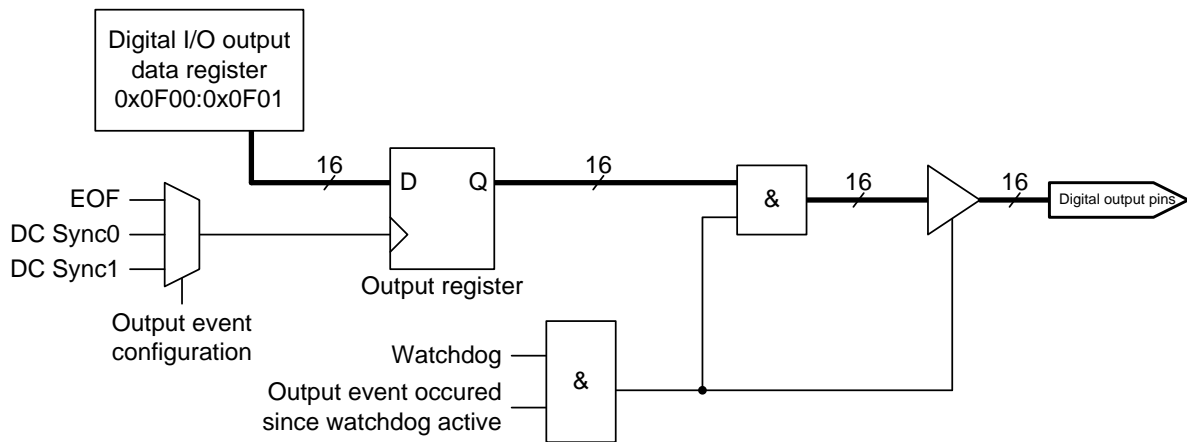 Digital I/O output
data register
0x0F00:0x0F01
16
16
16
16
D
Q
&
Digital output pins
EOF
DC Sync0
DC Sync1
Output register
Output event
configuration
Watchdog
&
Output event occured
since watchdog active